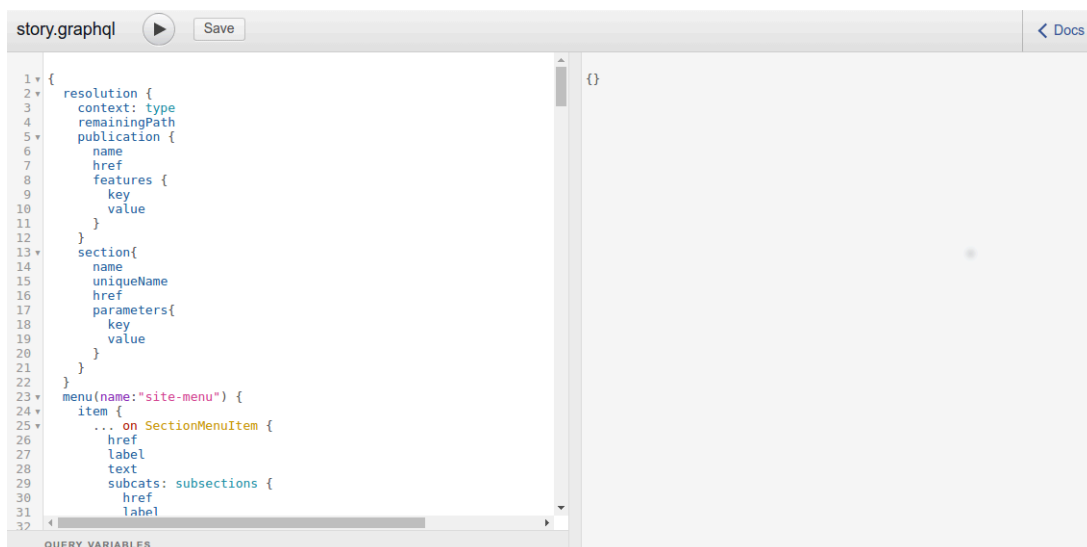 story.graphql Save Docs
1 {
2 resolution {
3 context: type
4 remainingPath
5 publication {
6 name
7 href
8 features {
9 key
10 value
11 }
12 }
13 section{
14 name
15 uniqueName
16 href
17 parameters{
18 key
19 value
20 }
21 }
22 }
23 menu(name:"site-menu") {
24 item {
25 ... on SectionMenuItem {
26 href
27 label
28 text
29 subcats: subsections {
30 href
31 label
32
QUERY VARIABLES
{}